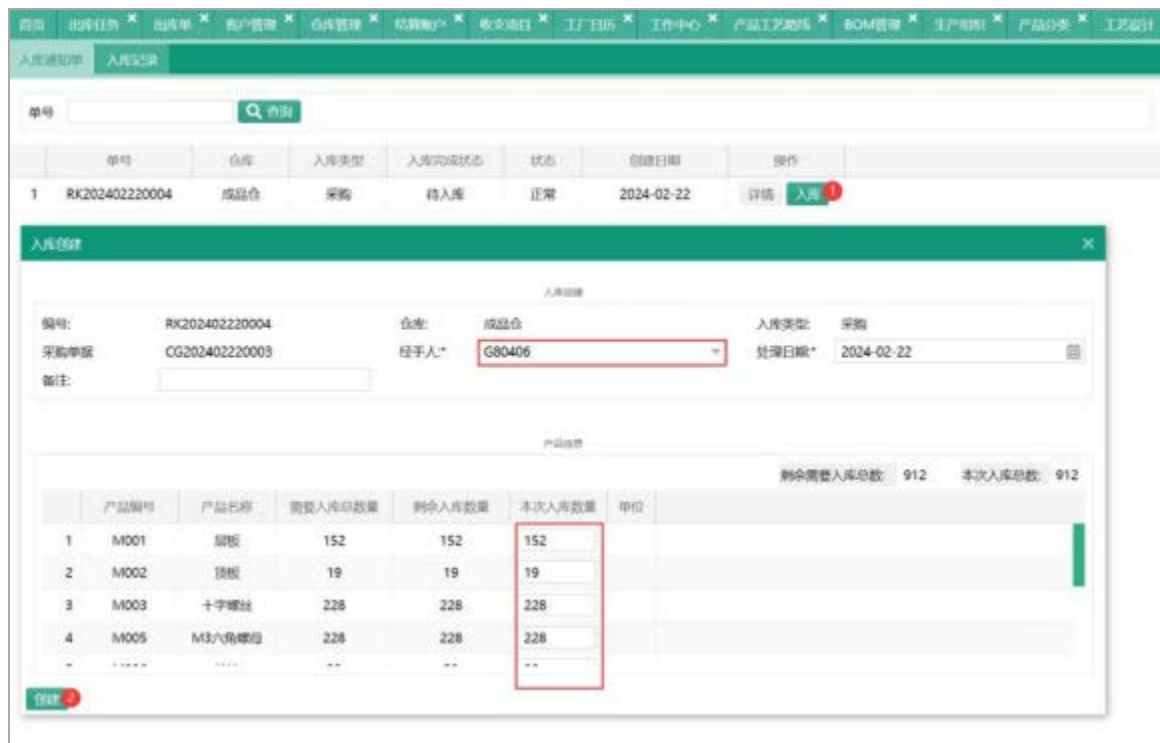 首页 出库任务 × 出库单 × 客户管理 × 仓库管理 × 结算账户 × 收支项目 × 工厂日历 × 工作中心 × 产品工艺路线 × BOM管理 × 生产组织 × 产品分类 × 工艺设计
入库通知单 入库记录
单号 查询
单号 仓库 入库类型 入库完成状态 状态 创建日期 操作
1 RK202402220004 成品仓 采购 待入库 正常 2024-02-22 详情 入库 1
入库创建 ×
入库创建
编号: RK202402220004 仓库: 成品仓 入库类型: 采购
采购单据 CG202402220003 经手人:* G80406 处理日期:* 2024-02-22
备注:
产品信息
剩余需要入库总数: 912 本次入库总数: 912
产品编号 产品名称 需要入库总数量 剩余入库数量 本次入库数量 单位
1 M001 层板 152 152 152
2 M002 顶板 19 19 19
3 M003 十字螺丝 228 228 228
4 M005 M3六角螺母 228 228 228
创建 2